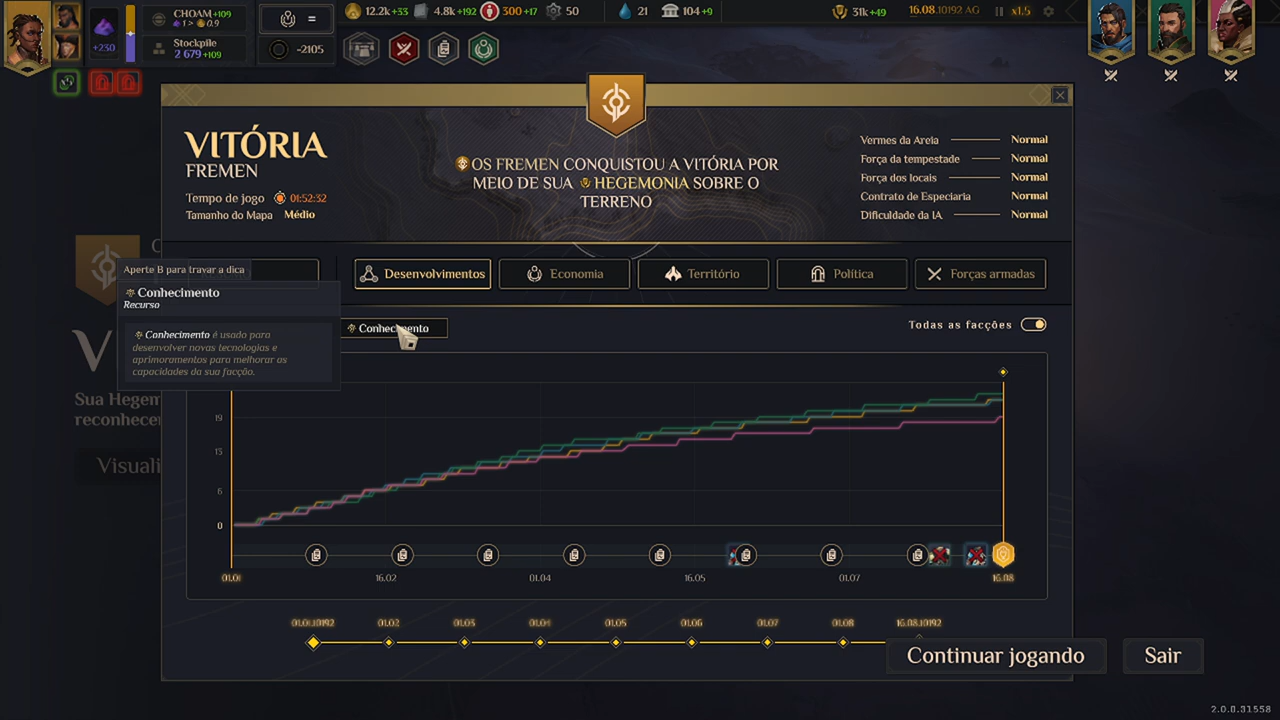 CHOAM +109
1 > 0.9
+230
Stockpile
2 679 +109
=
-2105
12.2k +33
4.8k +192
300 +17
50
21
104 +9
31k +49
16.08.10192 AG
x1.5
VITÓRIA
FREMEN
Tempo de jogo 01:52:32
Tamanho do Mapa Médio
OS FREMEN CONQUISTOU A VITÓRIA POR
MEIO DE SUA HEGEMONIA SOBRE O
TERRENO
Vermes da Areia Normal
Força da tempestade Normal
Força dos locais Normal
Contrato de Especiaria Normal
Dificuldade da IA Normal
Aperte B para travar a dica
Conhecimento
Recurso
Conhecimento é usado para
desenvolver novas tecnologias e
aprimoramentos para melhorar as
capacidades da sua facção.
Desenvolvimentos
Economia
Território
Política
Forças armadas
Conhecimento
Todas as facções
V
Sua Hegem
reconhece
Visuali
19
13
6
0
01.01
16.02
01.04
16.05
01.07
16.08
01.01.10192
01.02
01.03
01.04
01.05
01.06
01.07
01.08
16.08.10192
Continuar jogando
Sair
2.0.0.31558